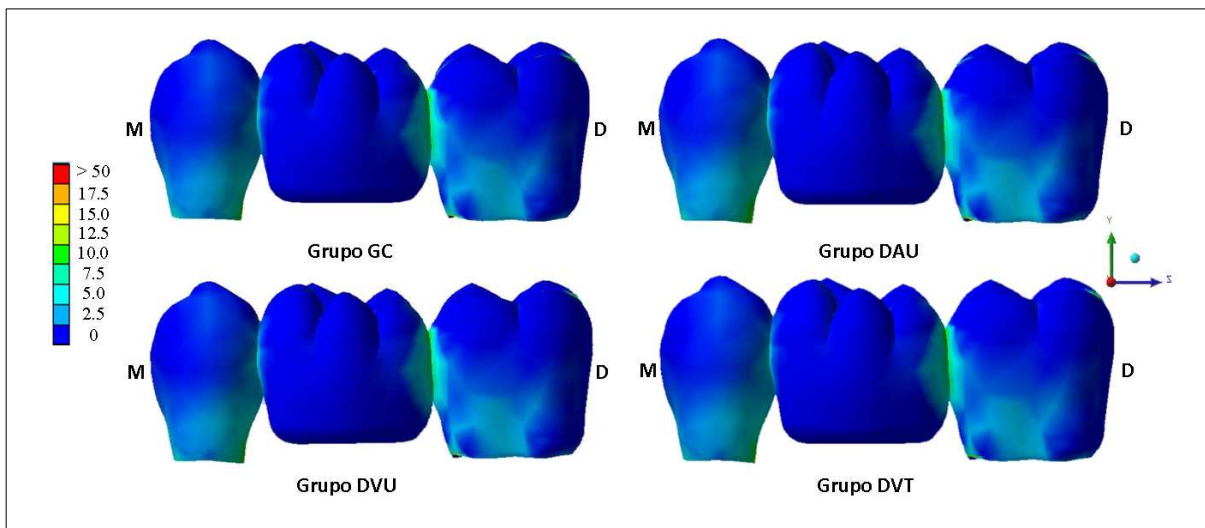 M
D
M
D
> 50
17.5
15.0
12.5
10.0
7.5
5.0
2.5
0
Grupo GC
Grupo DAU
Y
Z
M
D
M
D
Grupo DVU
Grupo DVT